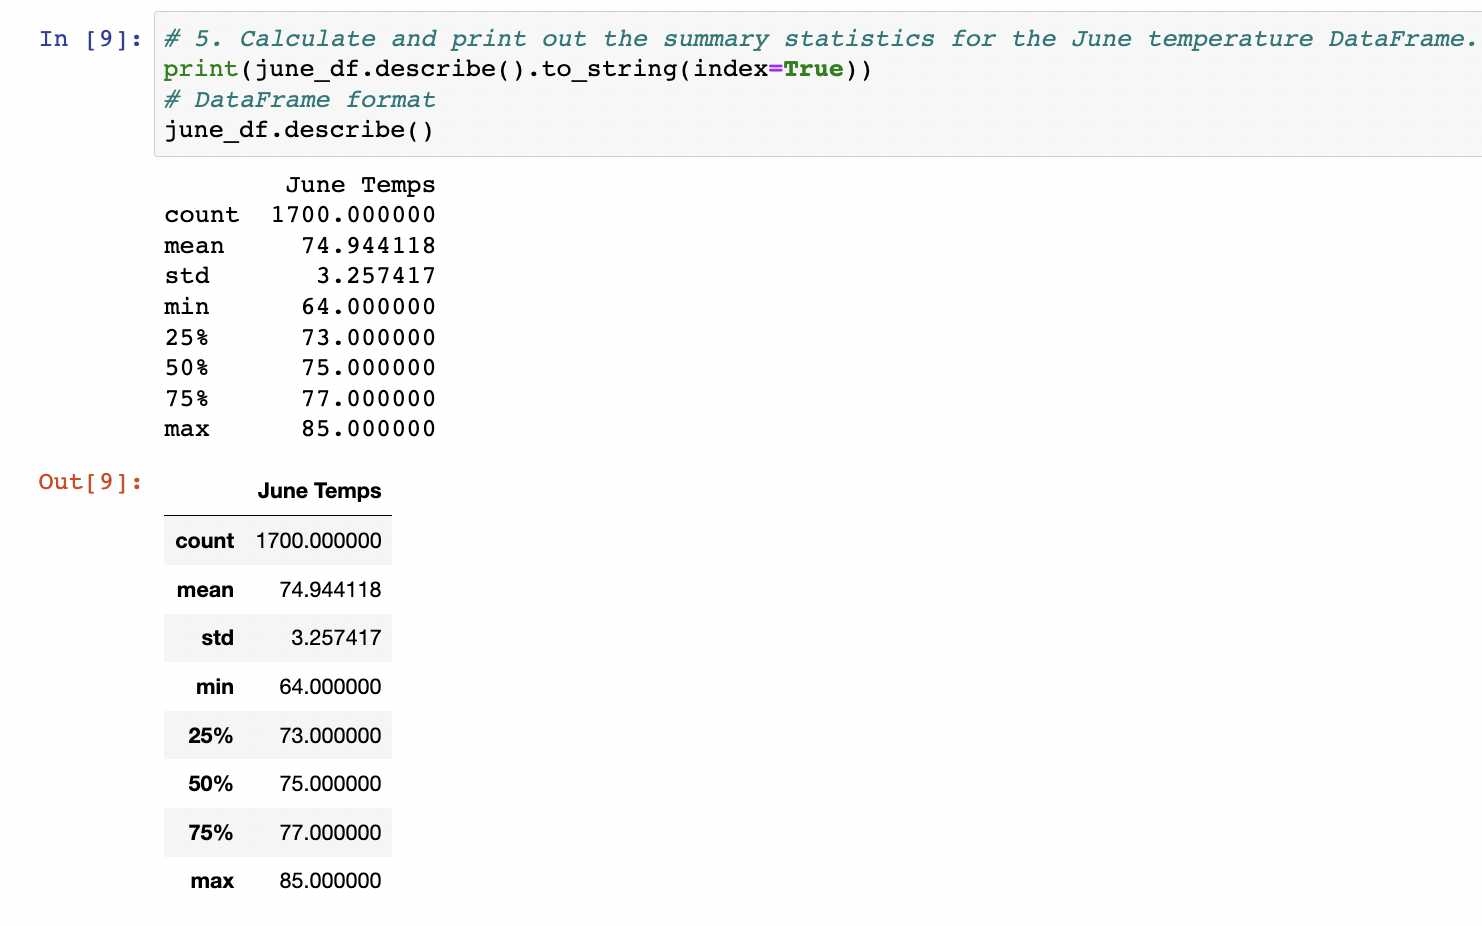 In [9]: # 5. Calculate and print out the summary statistics for the June temperature DataFrame.
print(june_df.describe().to_string(index=True))
# DataFrame format
june_df.describe()
June Temps
count 1700.000000
mean 74.944118
std 3.257417
min 64.000000
25% 73.000000
50% 75.000000
75% 77.000000
max 85.000000
Out[9]:
June Temps
count 1700.000000
mean 74.944118
std 3.257417
min 64.000000
25% 73.000000
50% 75.000000
75% 77.000000
max 85.000000